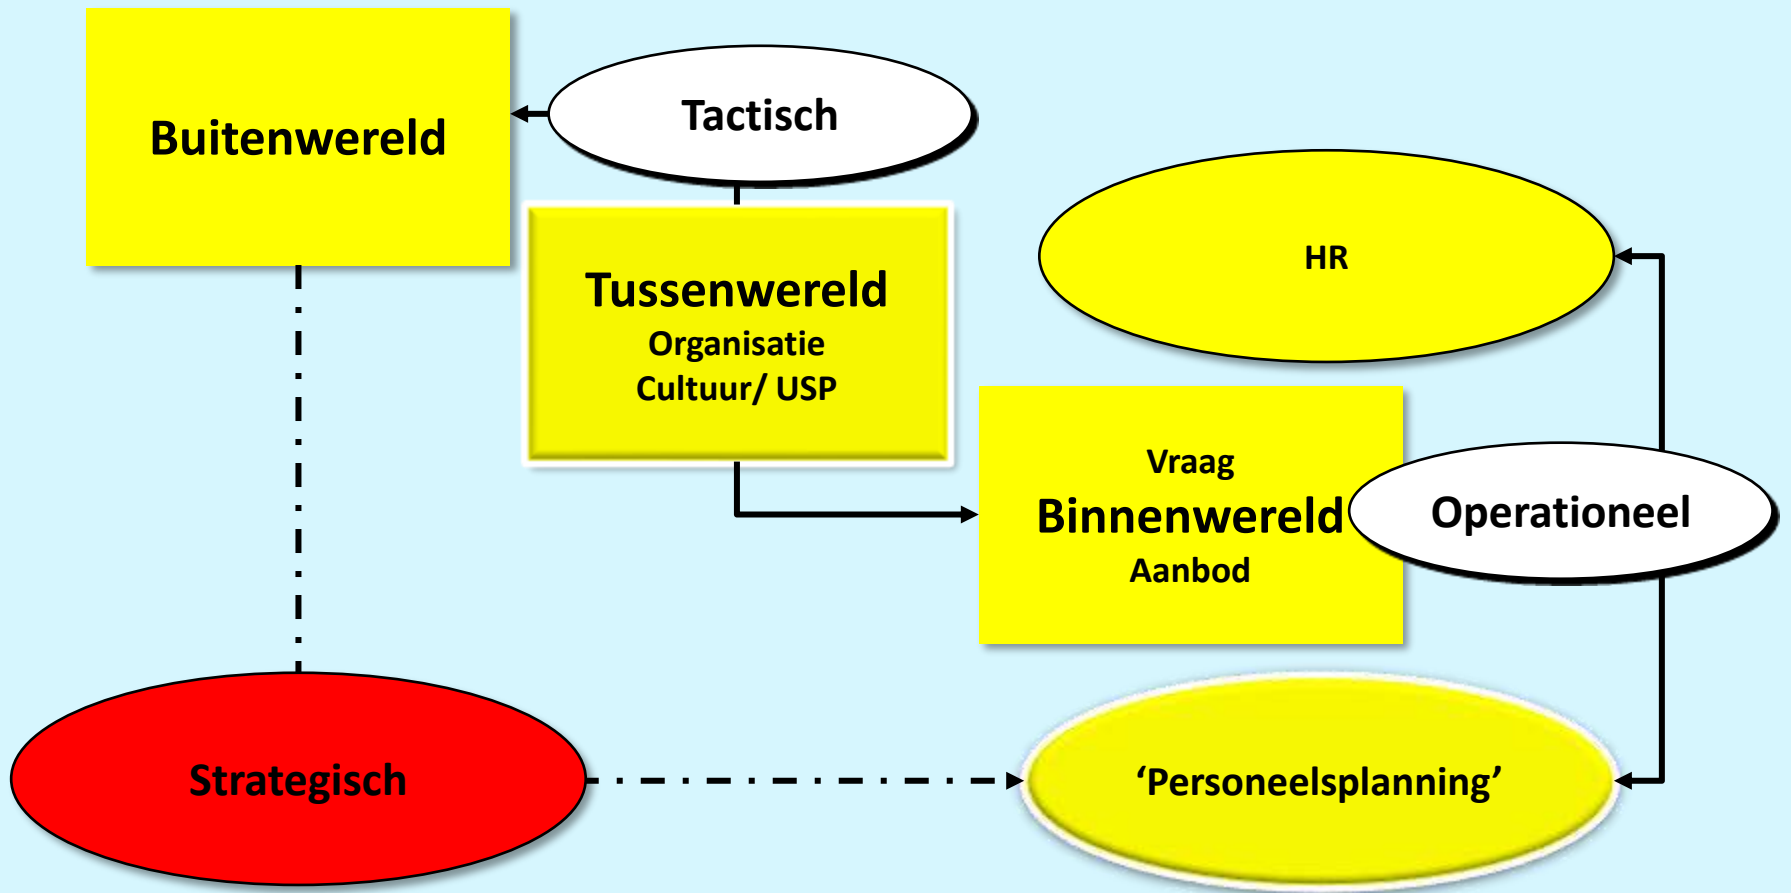 Buitenwereld
Tactisch
Tussenwereld
Organisatie
Cultuur/ USP
HR
Vraag
Binnenwereld
Aanbod
Operationeel
Strategisch
‘Personeelsplanning’